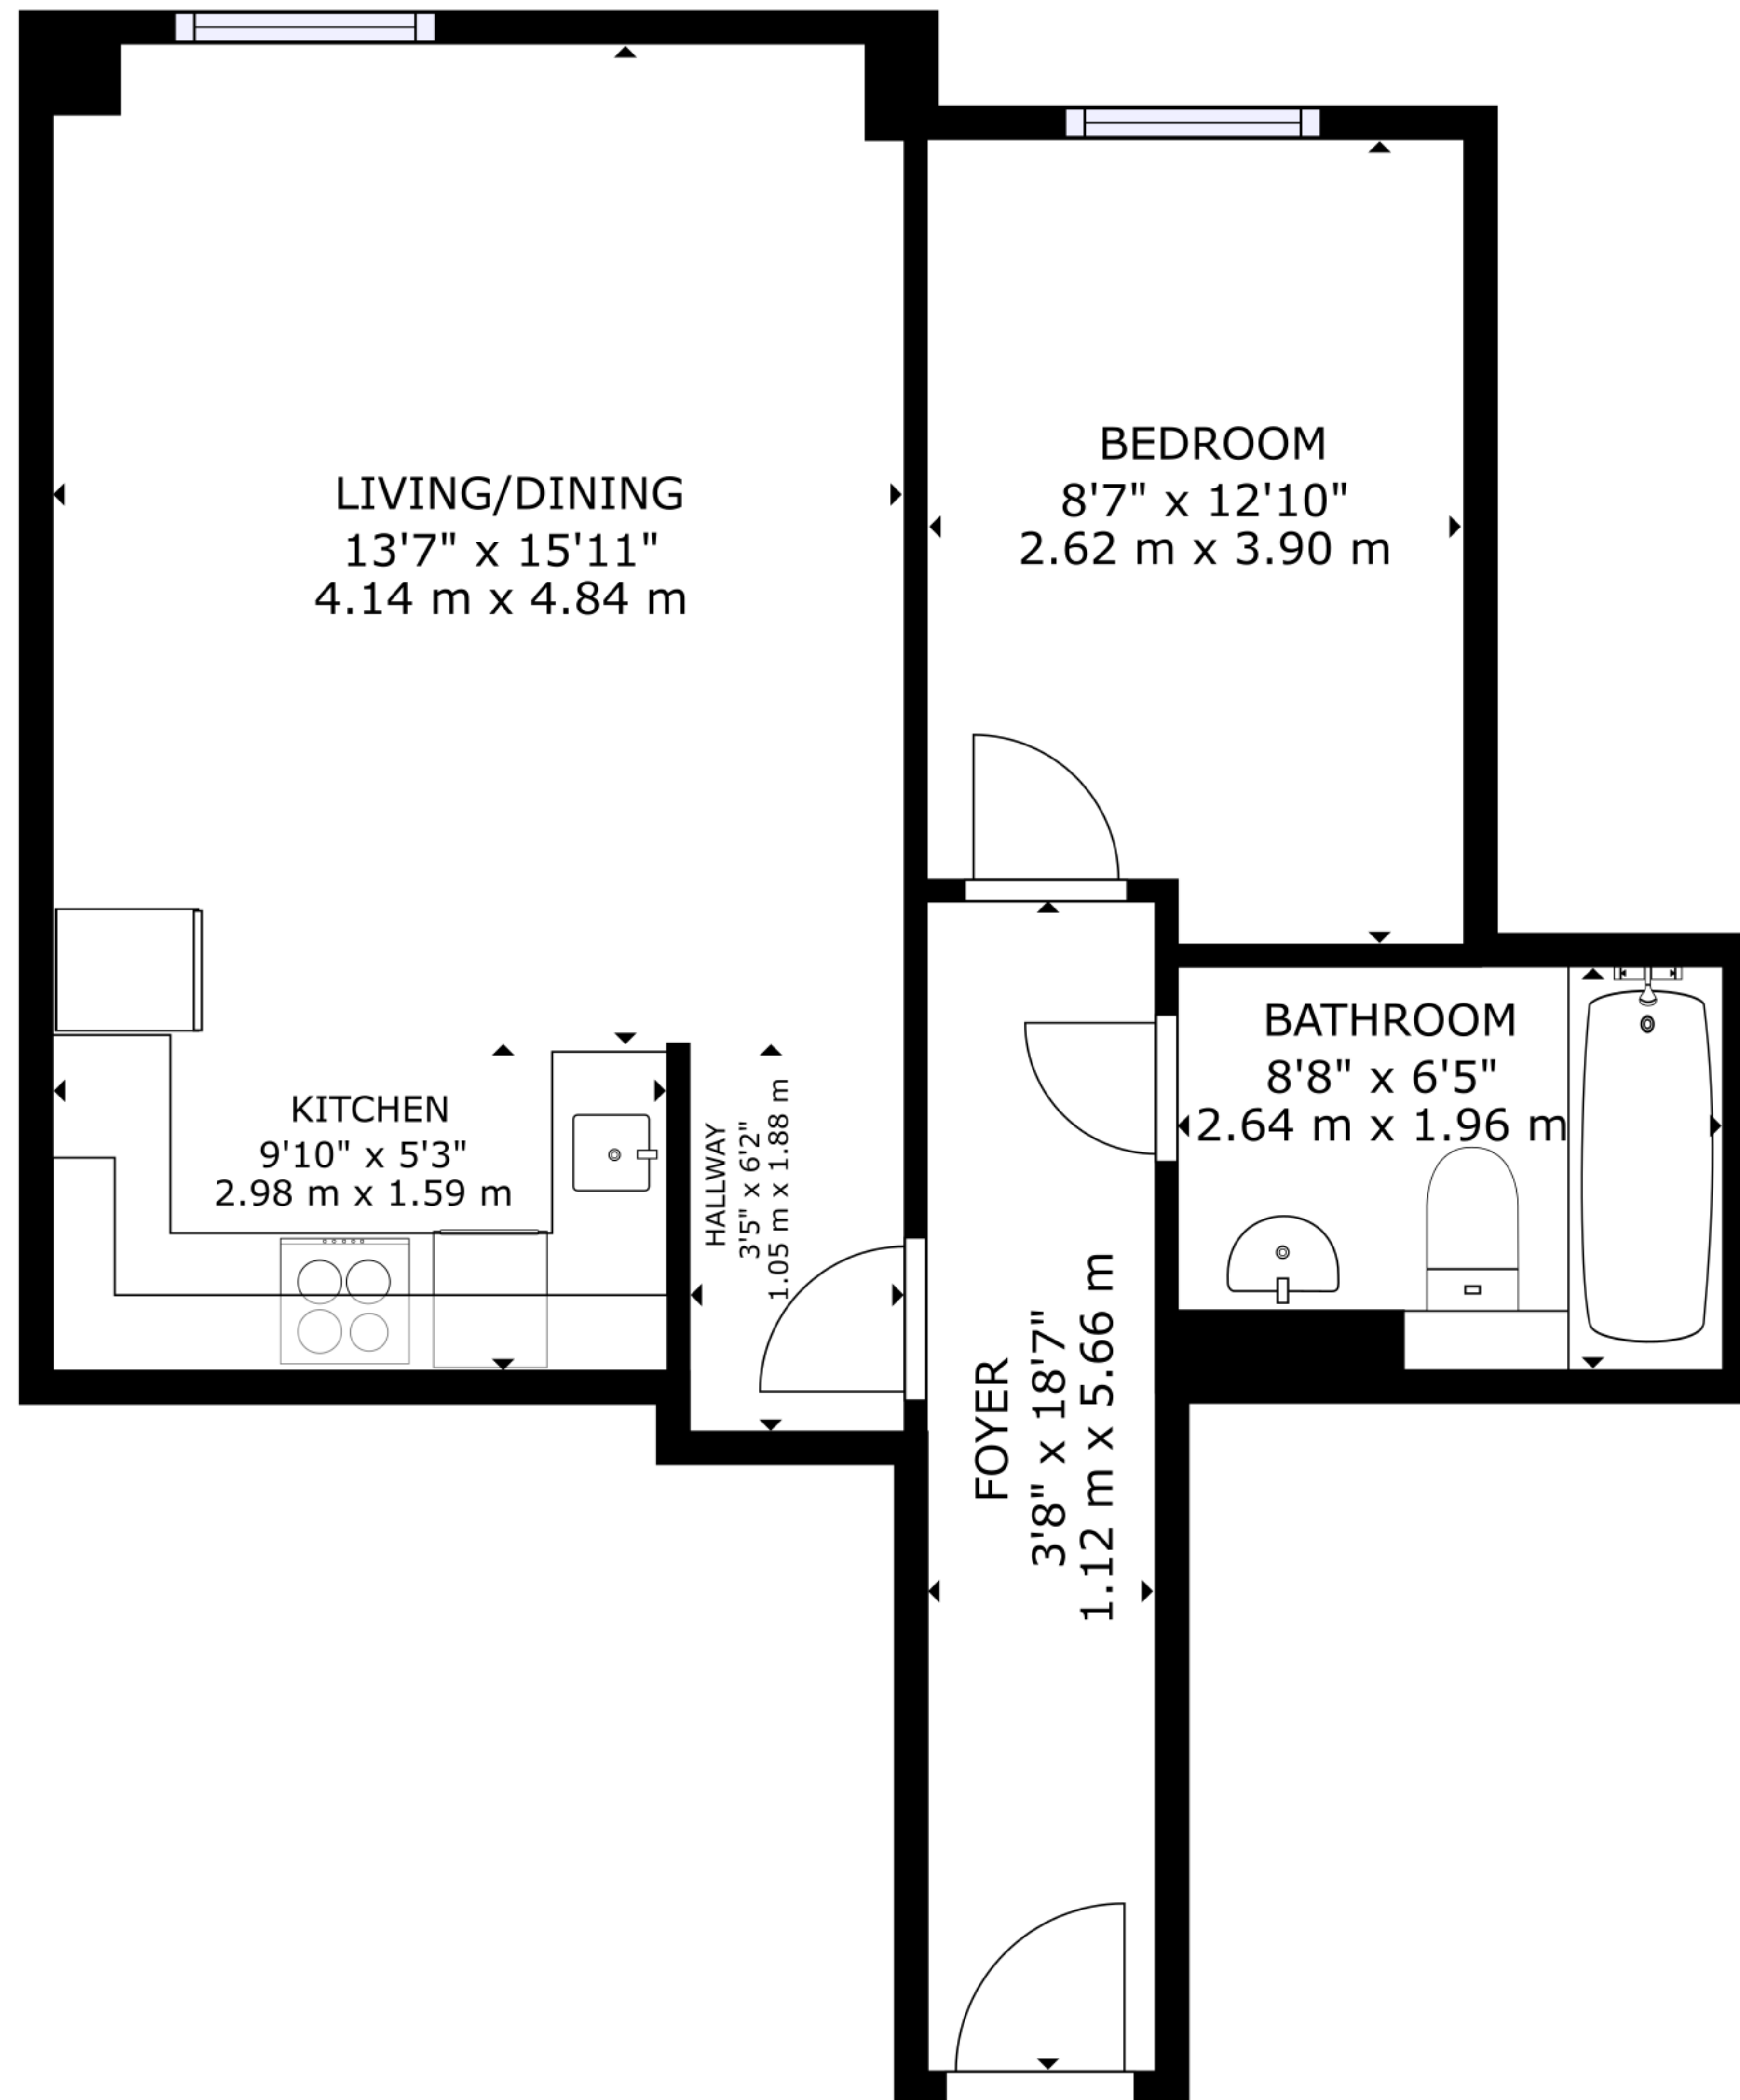 LIVING/DINING
13'7" x 15'11"
4.14 m x 4.84 m
BEDROOM
8'7" x 12'10"
2.62 m x 3.90 m
KITCHEN
9'10" x 5'3"
2.98 m x 1.59 m
HALLWAY
3'5" x 6'2"
1.05 m x 1.88 m
BATHROOM
8'8" x 6'5"
2.64 m x 1.96 m
FOYER
3'8" x 18'7"
1.12 m x 5.66 m